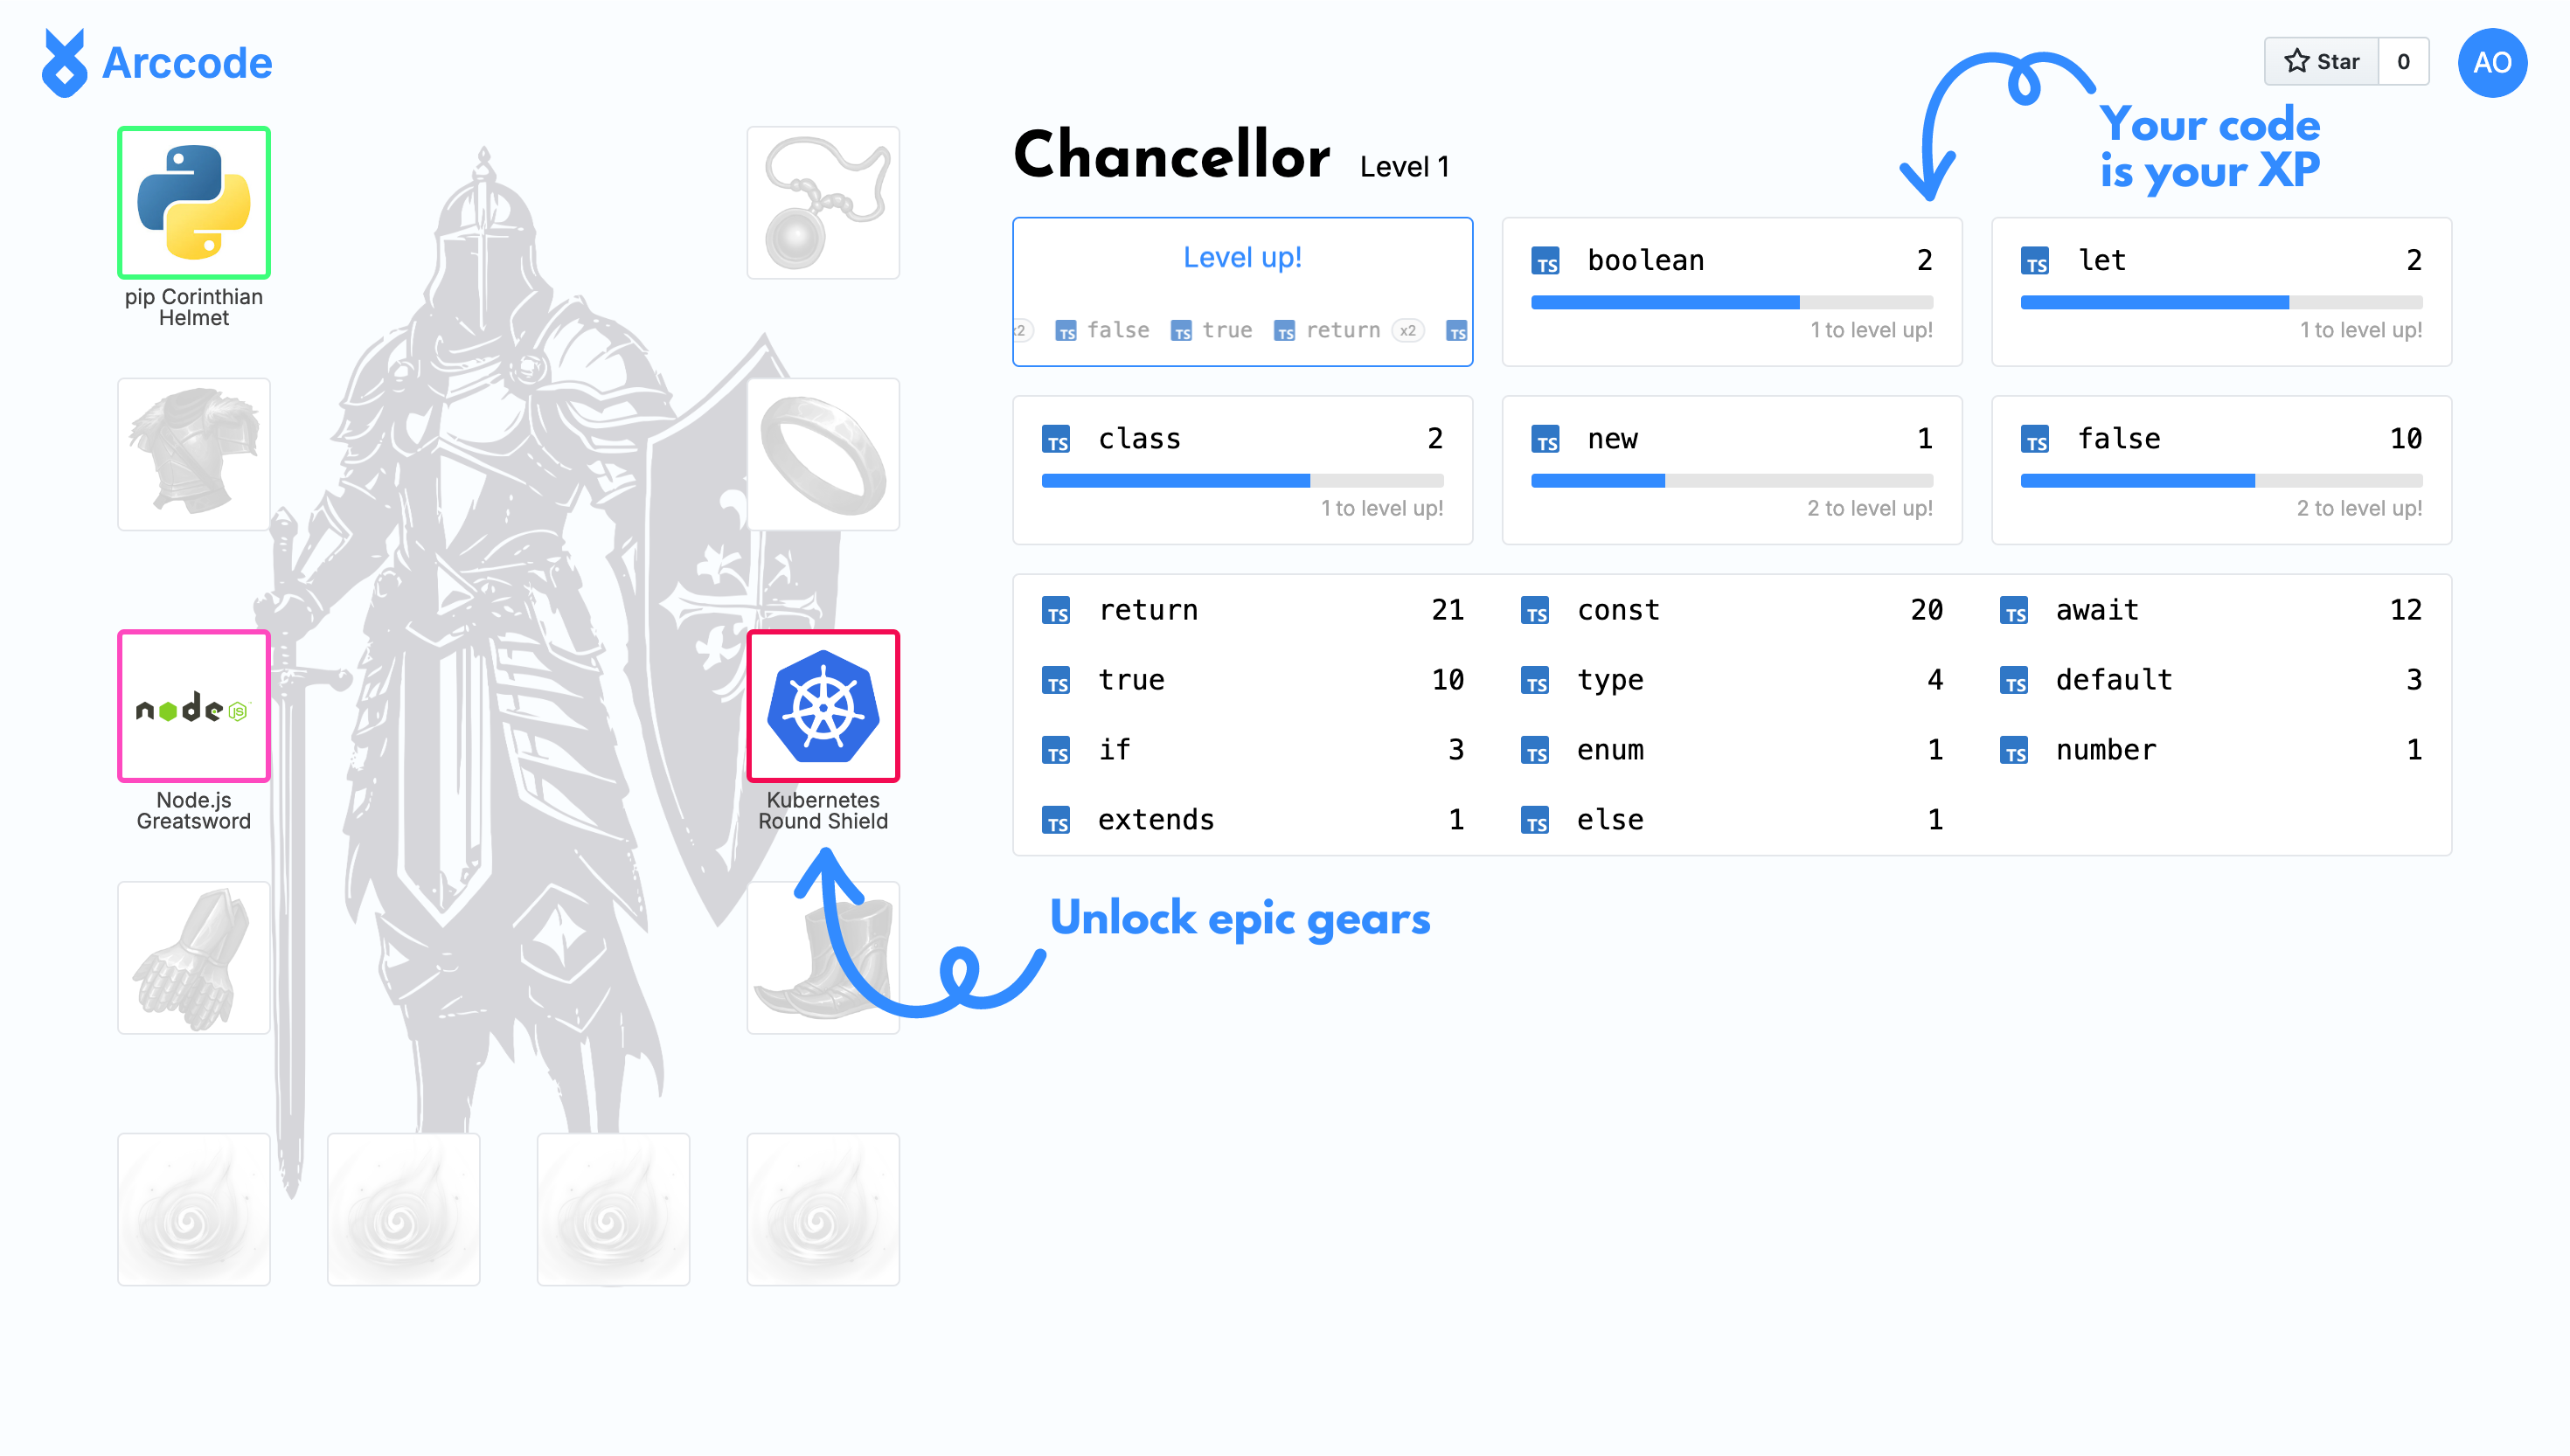 Arccode
Star 0
AO
Your code
is your XP
pip Corinthian
Helmet
Node.js
Greatsword
Kubernetes
Round Shield
Unlock epic gears
Chancellor Level 1
Level up!
x2 TS false TS true TS return x2 TS
TS boolean 2
1 to level up!
TS let 2
1 to level up!
TS class 2
1 to level up!
TS new 1
2 to level up!
TS false 10
2 to level up!
TS return 21 TS const 20 TS await 12
TS true 10 TS type 4 TS default 3
TS if 3 TS enum 1 TS number 1
TS extends 1 TS else 1
node JS